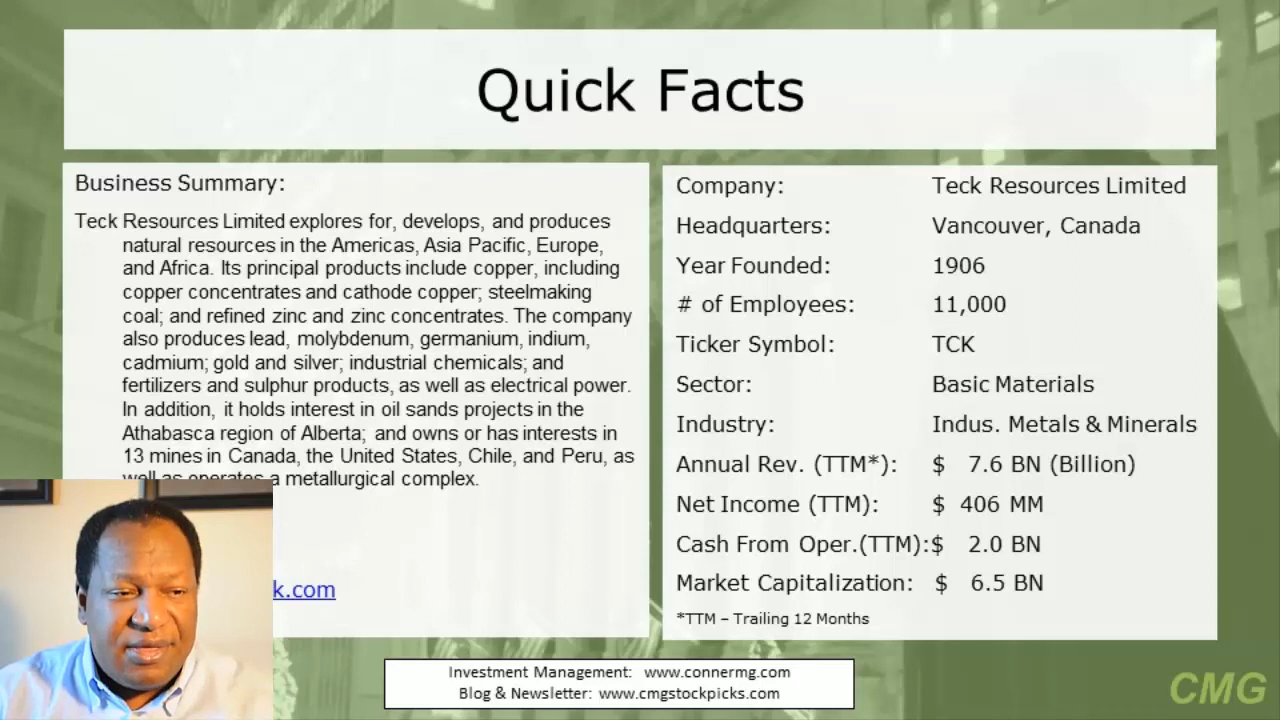 Quick Facts
Business Summary:
Teck Resources Limited explores for, develops, and produces
natural resources in the Americas, Asia Pacific, Europe,
and Africa. Its principal products include copper, including
copper concentrates and cathode copper; steelmaking
coal; and refined zinc and zinc concentrates. The company
also produces lead, molybdenum, germanium, indium,
cadmium; gold and silver; industrial chemicals; and
fertilizers and sulphur products, as well as electrical power.
In addition, it holds interest in oil sands projects in the
Athabasca region of Alberta; and owns or has interests in
13 mines in Canada, the United States, Chile, and Peru, as
well as operates a metallurgical complex.
k.com
Company: Teck Resources Limited
Headquarters: Vancouver, Canada
Year Founded: 1906
# of Employees: 11,000
Ticker Symbol: TCK
Sector: Basic Materials
Industry: Indus. Metals & Minerals
Annual Rev. (TTM*): $ 7.6 BN (Billion)
Net Income (TTM): $ 406 MM
Cash From Oper.(TTM): $ 2.0 BN
Market Capitalization: $ 6.5 BN
*TTM – Trailing 12 Months
Investment Management: www.connermg.com
Blog & Newsletter: www.cmgstockpicks.com
CMG